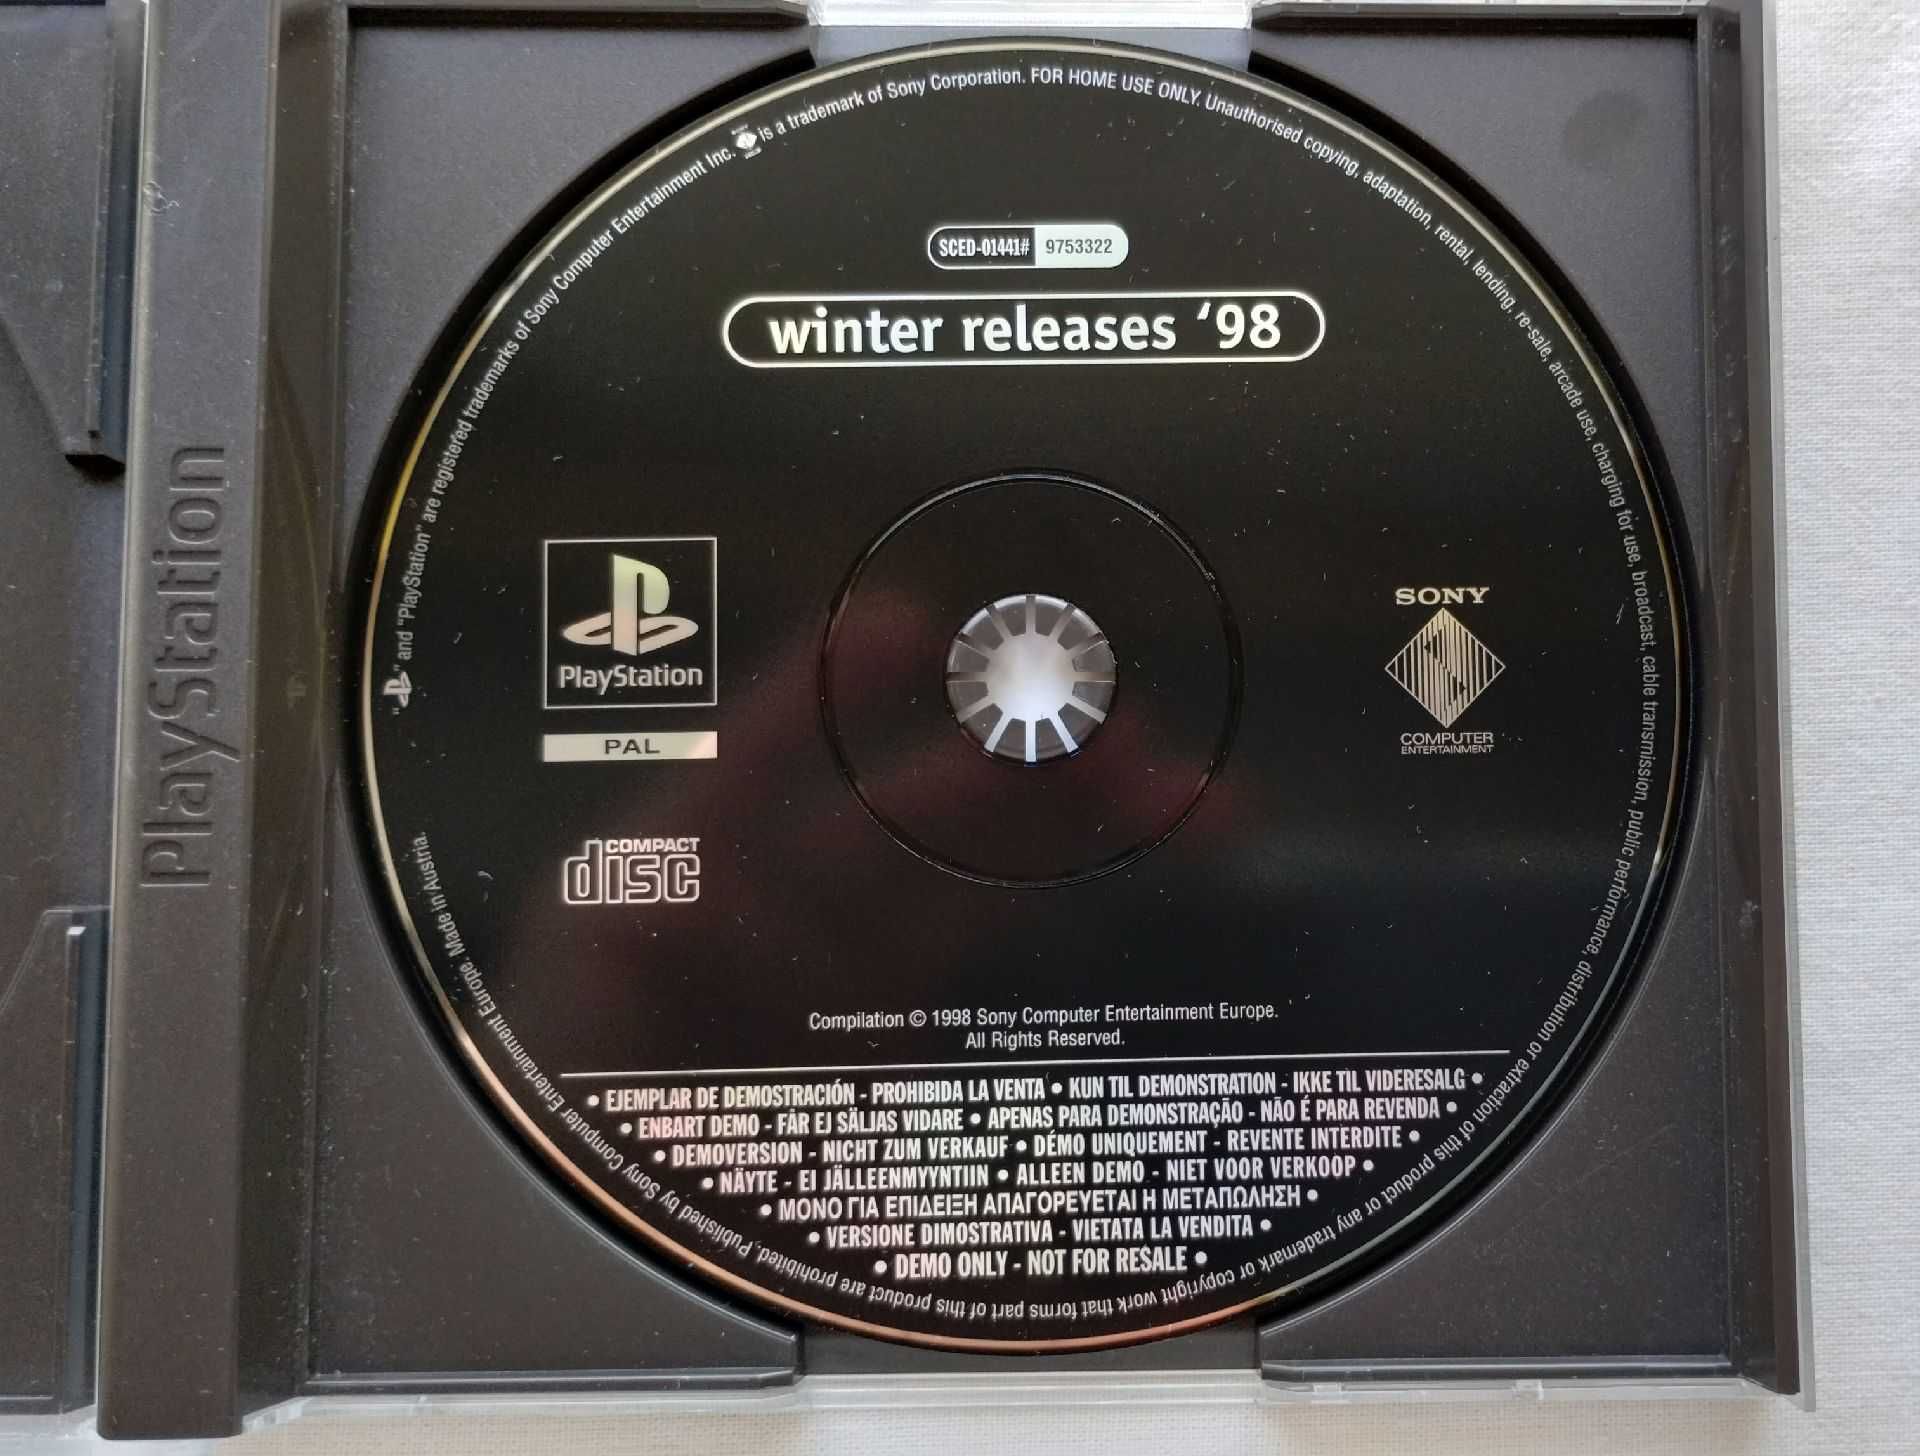 PlayStation
SCED-01441# 9753322
winter releases ‘98
PlayStation
PAL
COMPACT
disc
SONY
COMPUTER
ENTERTAINMENT
Compilation © 1998 Sony Computer Entertainment Europe.
All Rights Reserved.
• EJEMPLAR DE DEMOSTRACIÓN - PROHIBIDA LA VENTA • KUN TIL DEMONSTRATION - IKKE TIL VIDERESALG •
• ENBART DEMO - FÅR EJ SÄLJAS VIDARE • APENAS PARA DEMONSTRAÇÃO - NÃO É PARA REVENDA •
• DEMOVERSION - NICHT ZUM VERKAUF • DÉMO UNIQUEMENT - REVENTE INTERDITE •
• NÄYTE - EI JÄLLEENMYYNTIIN • ALLEEN DEMO - NIET VOOR VERKOOP •
• ΜΟΝΟ ΓΙΑ ΕΠΙΔΕΙΞΗ ΑΠΑΓΟΡΕΥΕΤΑΙ Η ΜΕΤΑΠΩΛΗΣΗ •
• VERSIONE DIMOSTRATIVA - VIETATA LA VENDITA •
• DEMO ONLY - NOT FOR RESALE •
" " and "PlayStation" are registered trademarks of Sony Computer Entertainment Inc. is a trademark of Sony Corporation. FOR HOME USE ONLY. Unauthorised copying, adaptation, rental, lending, re-sale, arcade use, charging for use, broadcast, cable transmission, public performance, distribution or extraction of this product or any trademark or copyright work that forms part of this product are prohibited. Published by Sony Computer Entertainment Europe. Made in Austria.